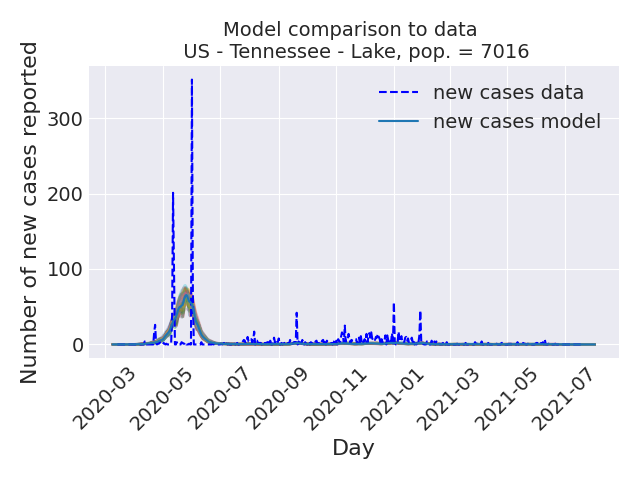 Model comparison to data
US - Tennessee - Lake, pop. = 7016
Number of new cases reported
300
200
100
0
new cases data
new cases model
2020-03
2020-05
2020-07
2020-09
2020-11
2021-01
2021-03
2021-05
2021-07
Day